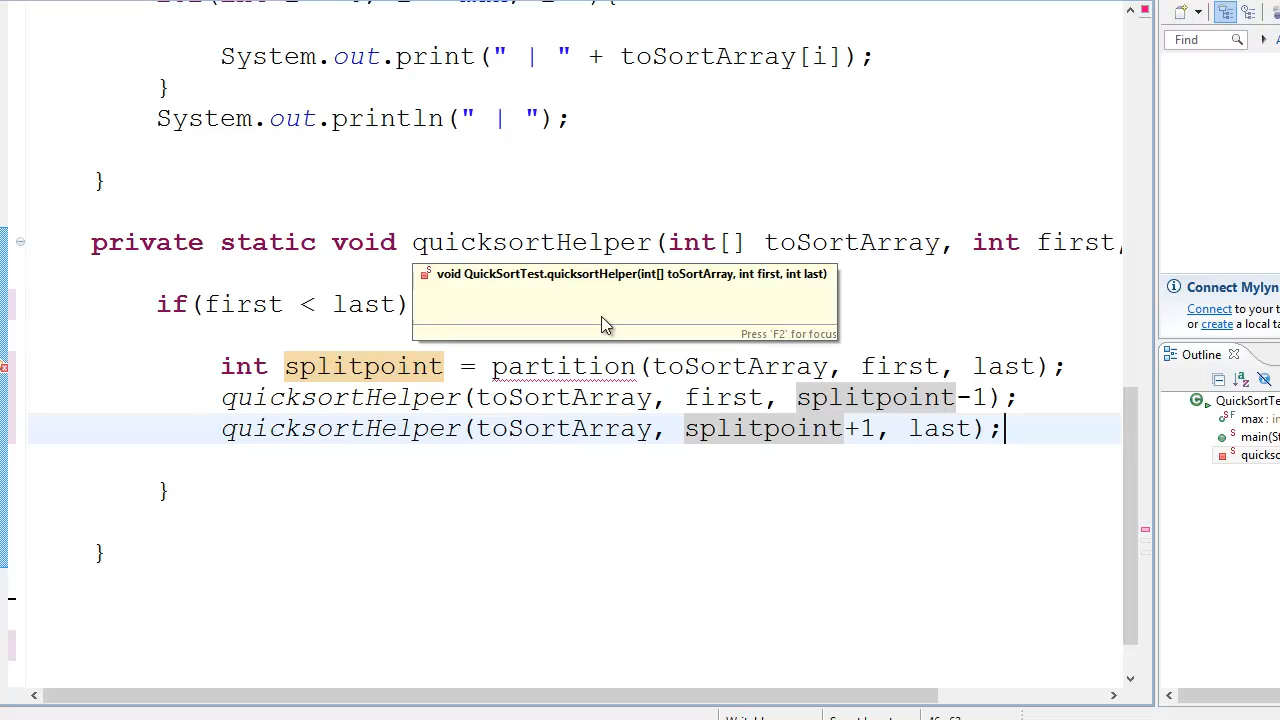 System.out.print(" | " + toSortArray[i]);
}
System.out.println(" | ");
}
private static void quicksortHelper(int[] toSortArray, int first,
void QuickSortTest.quicksortHelper(int[] toSortArray, int first, int last)
Press 'F2' for focus
if(first < last)
int splitpoint = partition(toSortArray, first, last);
quicksortHelper(toSortArray, first, splitpoint-1);
quicksortHelper(toSortArray, splitpoint+1, last);
}
}
Find
Connect Mylyn
Connect to your t
or create a local t
Outline
QuickSortTe
max : in
main(St
quickso